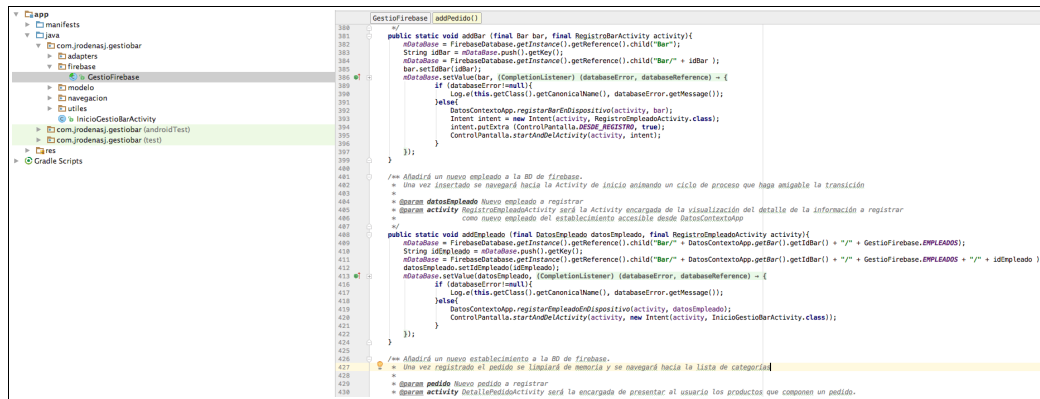 app
manifests
java
com.jrodenasj.gestiobar
adapters
firebase
GestioFirebase
modelo
navegacion
utiles
InicioGestioBarActivity
com.jrodenasj.gestiobar (androidTest)
com.jrodenasj.gestiobar (test)
res
Gradle Scripts
GestioFirebase addPedido()
380 */
381 public static void addBar (final Bar bar, final RegistroBarActivity activity){
382 mDataBase = FirebaseDatabase.getInstance().getReference().child("Bar");
383 String idBar = mDataBase.push().getKey();
384 mDataBase = FirebaseDatabase.getInstance().getReference().child("Bar/" + idBar );
385 bar.setIdBar(idBar);
386 mDataBase.setValue(bar, (CompletionListener) (databaseError, databaseReference) → {
389 if (databaseError!=null){
390 Log.e(this.getClass().getCanonicalName(), databaseError.getMessage());
391 }else{
392 DatosContextoApp.registarBarEnDispositivo(activity, bar);
393 Intent intent = new Intent(activity, RegistroEmpleadoActivity.class);
394 intent.putExtra (ControlPantalla.DESDE_REGISTRO, true);
395 ControlPantalla.startAndDelActivity(activity, intent);
396 }
397 });
399 }
400
401 /** Añadirá un nuevo empleado a la BD de firebase.
402 * Una vez insertado se navegará hacia la Activity de inicio animando un ciclo de proceso que haga amigable la transición
403 *
404 * @param datosEmpleado Nuevo empleado a registrar
405 * @param activity RegistroEmpleadoActivity será la Activity encargada de la visualización del detalle de la información a registrar
406 * como nuevo empleado del establecimiento accesible desde DatosContextoApp
407 */
408 public static void addEmpleado (final DatosEmpleado datosEmpleado, final RegistroEmpleadoActivity activity){
409 mDataBase = FirebaseDatabase.getInstance().getReference().child("Bar/" + DatosContextoApp.getBar().getIdBar() + "/" + GestioFirebase.EMPLEADOS);
410 String idEmpleado = mDataBase.push().getKey();
411 mDataBase = FirebaseDatabase.getInstance().getReference().child("Bar/" + DatosContextoApp.getBar().getIdBar() + "/" + GestioFirebase.EMPLEADOS + "/" + idEmpleado )
412 datosEmpleado.setIdEmpleado(idEmpleado);
413 mDataBase.setValue(datosEmpleado, (CompletionListener) (databaseError, databaseReference) → {
416 if (databaseError!=null){
417 Log.e(this.getClass().getCanonicalName(), databaseError.getMessage());
418 }else{
419 DatosContextoApp.registarEmpleadoEnDispositivo(activity, datosEmpleado);
420 ControlPantalla.startAndDelActivity(activity, new Intent(activity, InicioGestioBarActivity.class));
421 }
422 });
424 }
425
426 /** Añadirá un nuevo establecimiento a la BD de firebase.
427 * Una vez registrado el pedido se limpiará de memoria y se navegará hacia la lista de categorías
428 *
429 * @param pedido Nuevo pedido a registrar
430 * @param activity DetallePedidoActivity será la encargada de presentar al usuario los productos que componen un pedido.